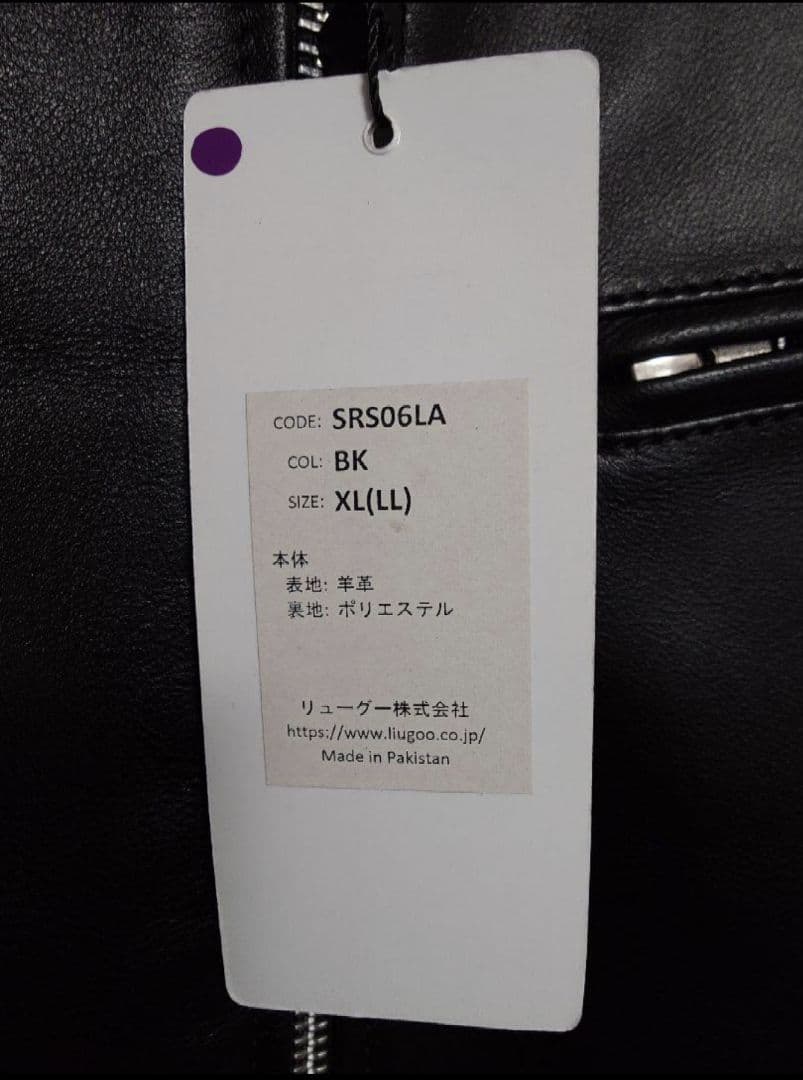 CODE: SRS06LA
COL: BK
SIZE: XL(LL)
本体
表地: 羊革
裏地: ポリエステル
リューグー株式会社
https://www.liugoo.co.jp/
Made in Pakistan